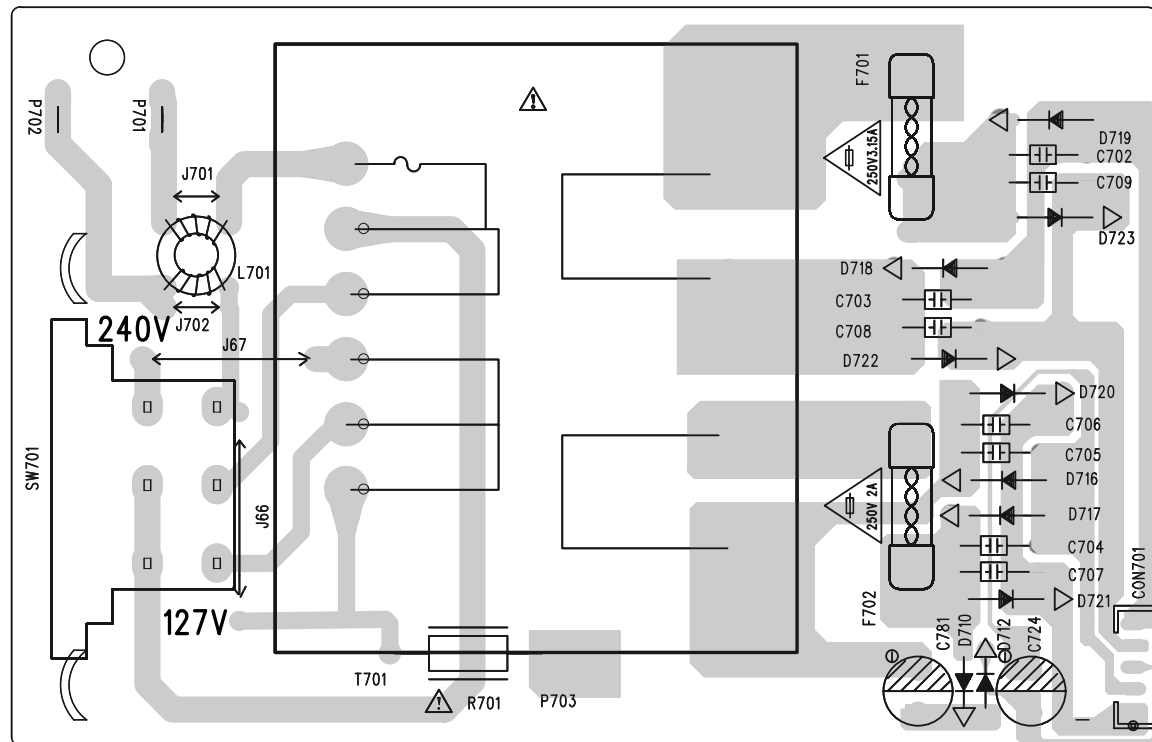 P702
P701
J701
L701
J702
240V
J67
SW701
J66
127V
T701
R701
P703
F701
250V3.15A
D719
C702
C709
D723
D718
C703
C708
D722
D720
C706
C705
D716
250V 2A
D717
C704
C707
D721
F702
C781
D710
D712
C724
CON701